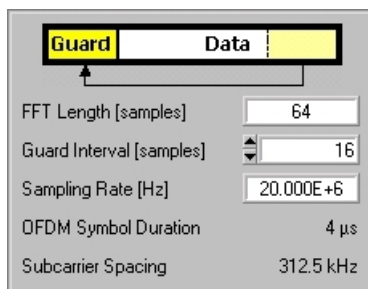 Guard Data
FFT Length [samples] 64
Guard Interval [samples] 16
Sampling Rate [Hz] 20.000E+6
OFDM Symbol Duration 4 µs
Subcarrier Spacing 312.5 kHz